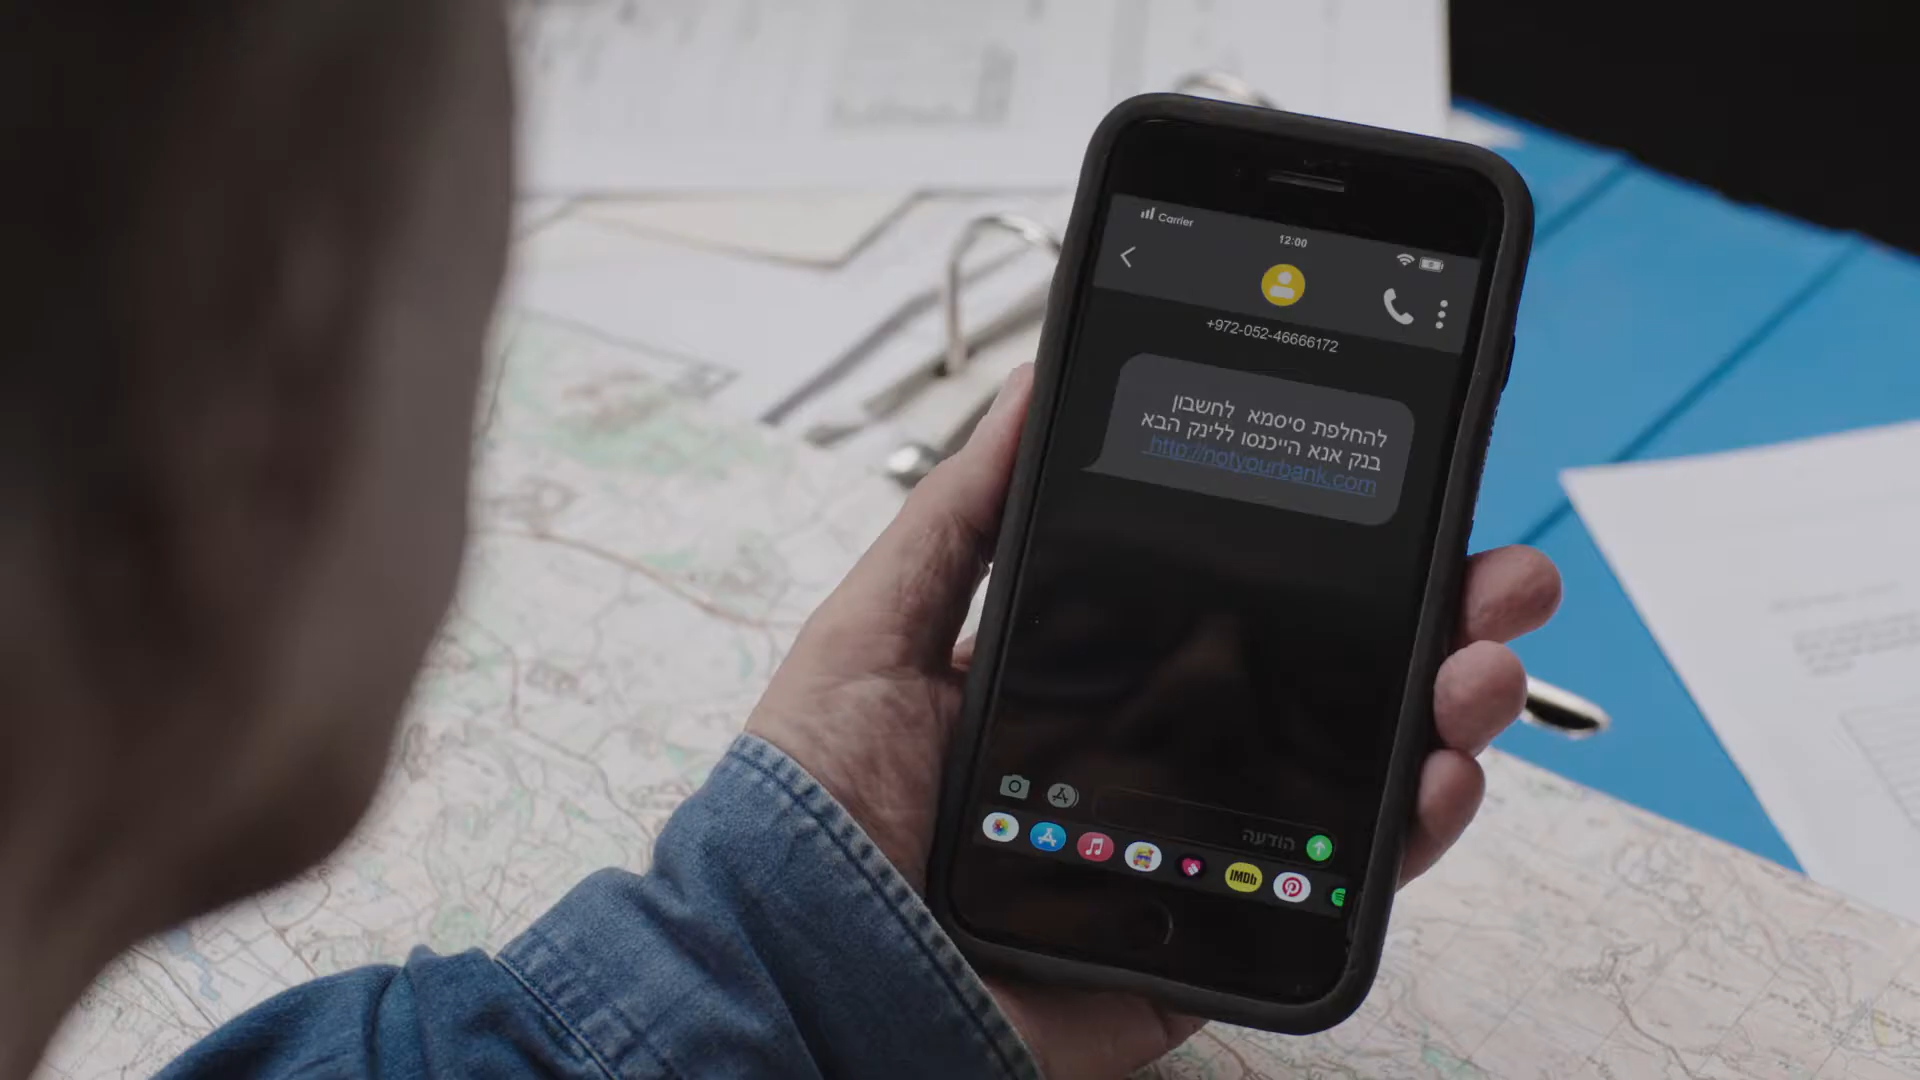 Carrier
12:00
+972-052-46666172
להחלפת סיסמא לחשבון
בנק אנא הייכנסו ללינק הבא
http://notyourbank.com
הודעה
IMDb